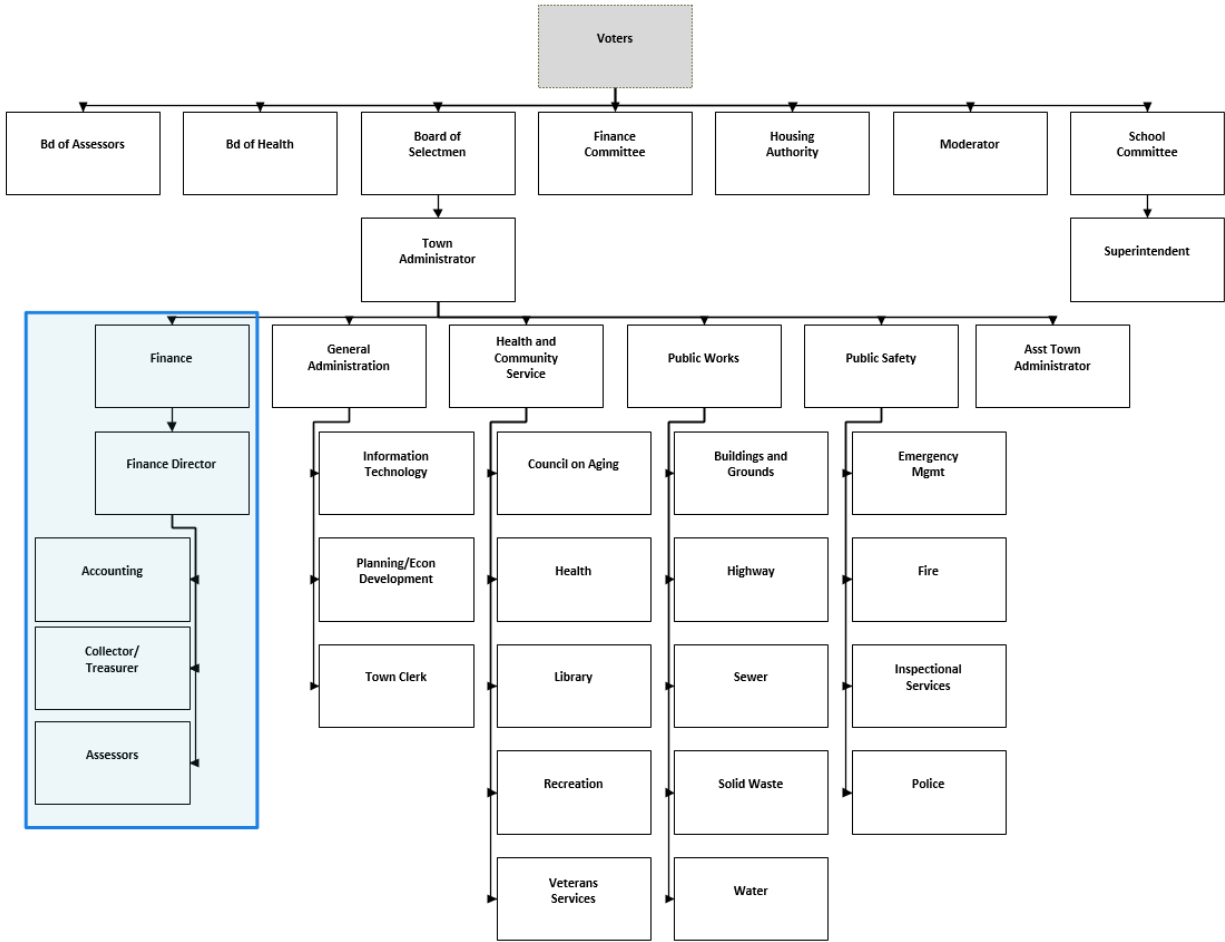 Voters
Bd of Assessors
Bd of Health
Board of
Selectmen
Finance
Committee
Housing
Authority
Moderator
School
Committee
Town
Administrator
Superintendent
Finance
General
Administration
Health and
Community
Service
Public Works
Public Safety
Asst Town
Administrator
Finance Director
Information
Technology
Council on Aging
Buildings and
Grounds
Emergency
Mgmt
Accounting
Planning/Econ
Development
Health
Highway
Fire
Collector/
Treasurer
Town Clerk
Library
Sewer
Inspectional
Services
Assessors
Recreation
Solid Waste
Police
Veterans
Services
Water